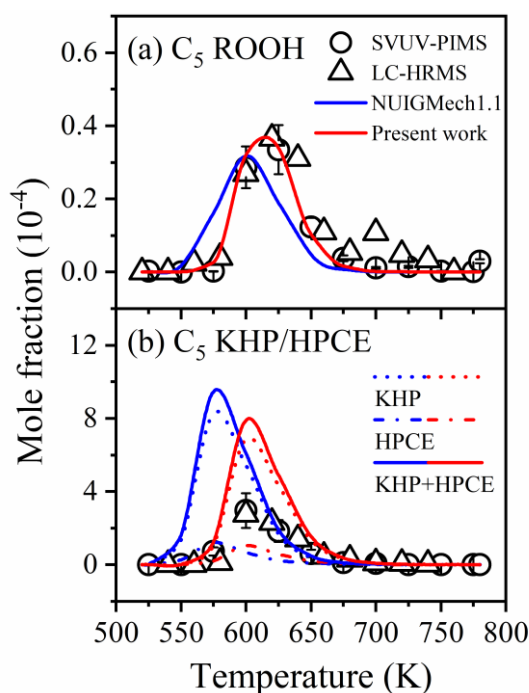 0.6
(a) C₅ ROOH
SVUV-PIMS
LC-HRMS
NUIGMech1.1
Present work
0.4
0.2
0.0
Mole fraction (10⁻⁴)
12
(b) C₅ KHP/HPCE
KHP
HPCE
KHP+HPCE
8
4
0
500 550 600 650 700 750 800
Temperature (K)